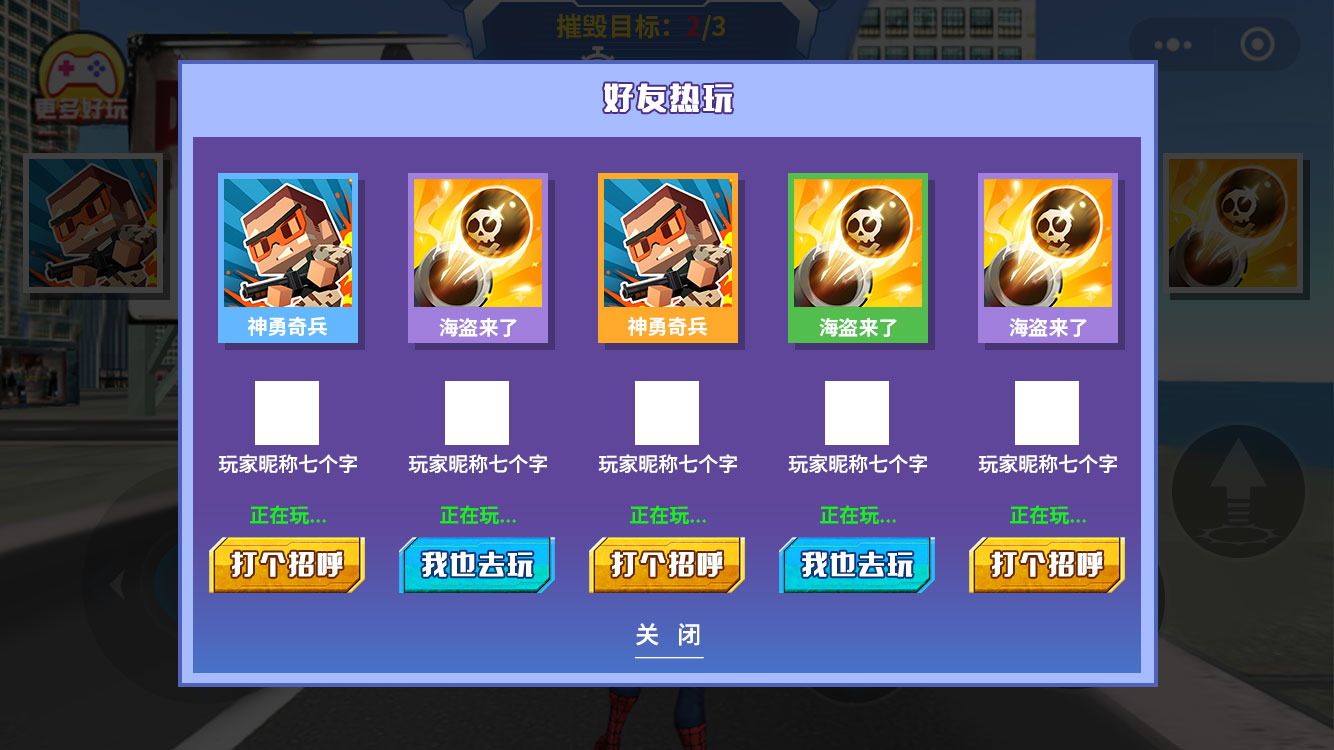 摧毁目标：2/3
更多好玩
好友热玩
神勇奇兵
海盗来了
神勇奇兵
海盗来了
海盗来了
玩家昵称七个字
玩家昵称七个字
玩家昵称七个字
玩家昵称七个字
玩家昵称七个字
正在玩...
正在玩...
正在玩...
正在玩...
正在玩...
打个招呼
我也去玩
打个招呼
我也去玩
打个招呼
关 闭